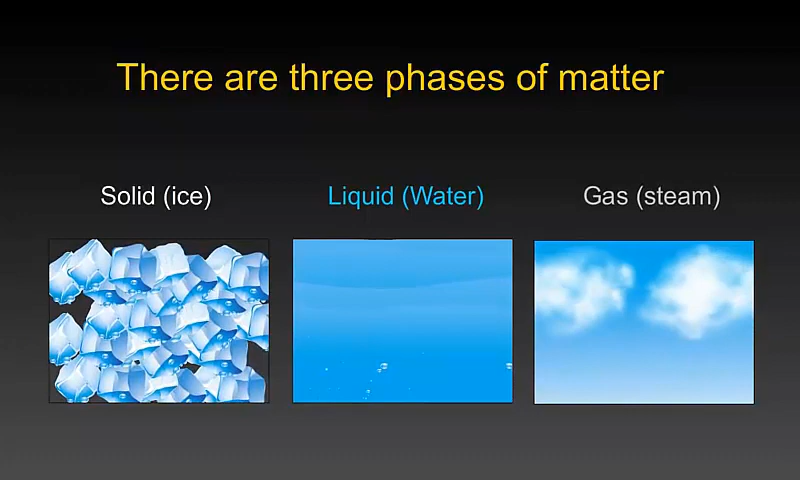 There are three phases of matter
Solid (ice)
Liquid (Water)
Gas (steam)